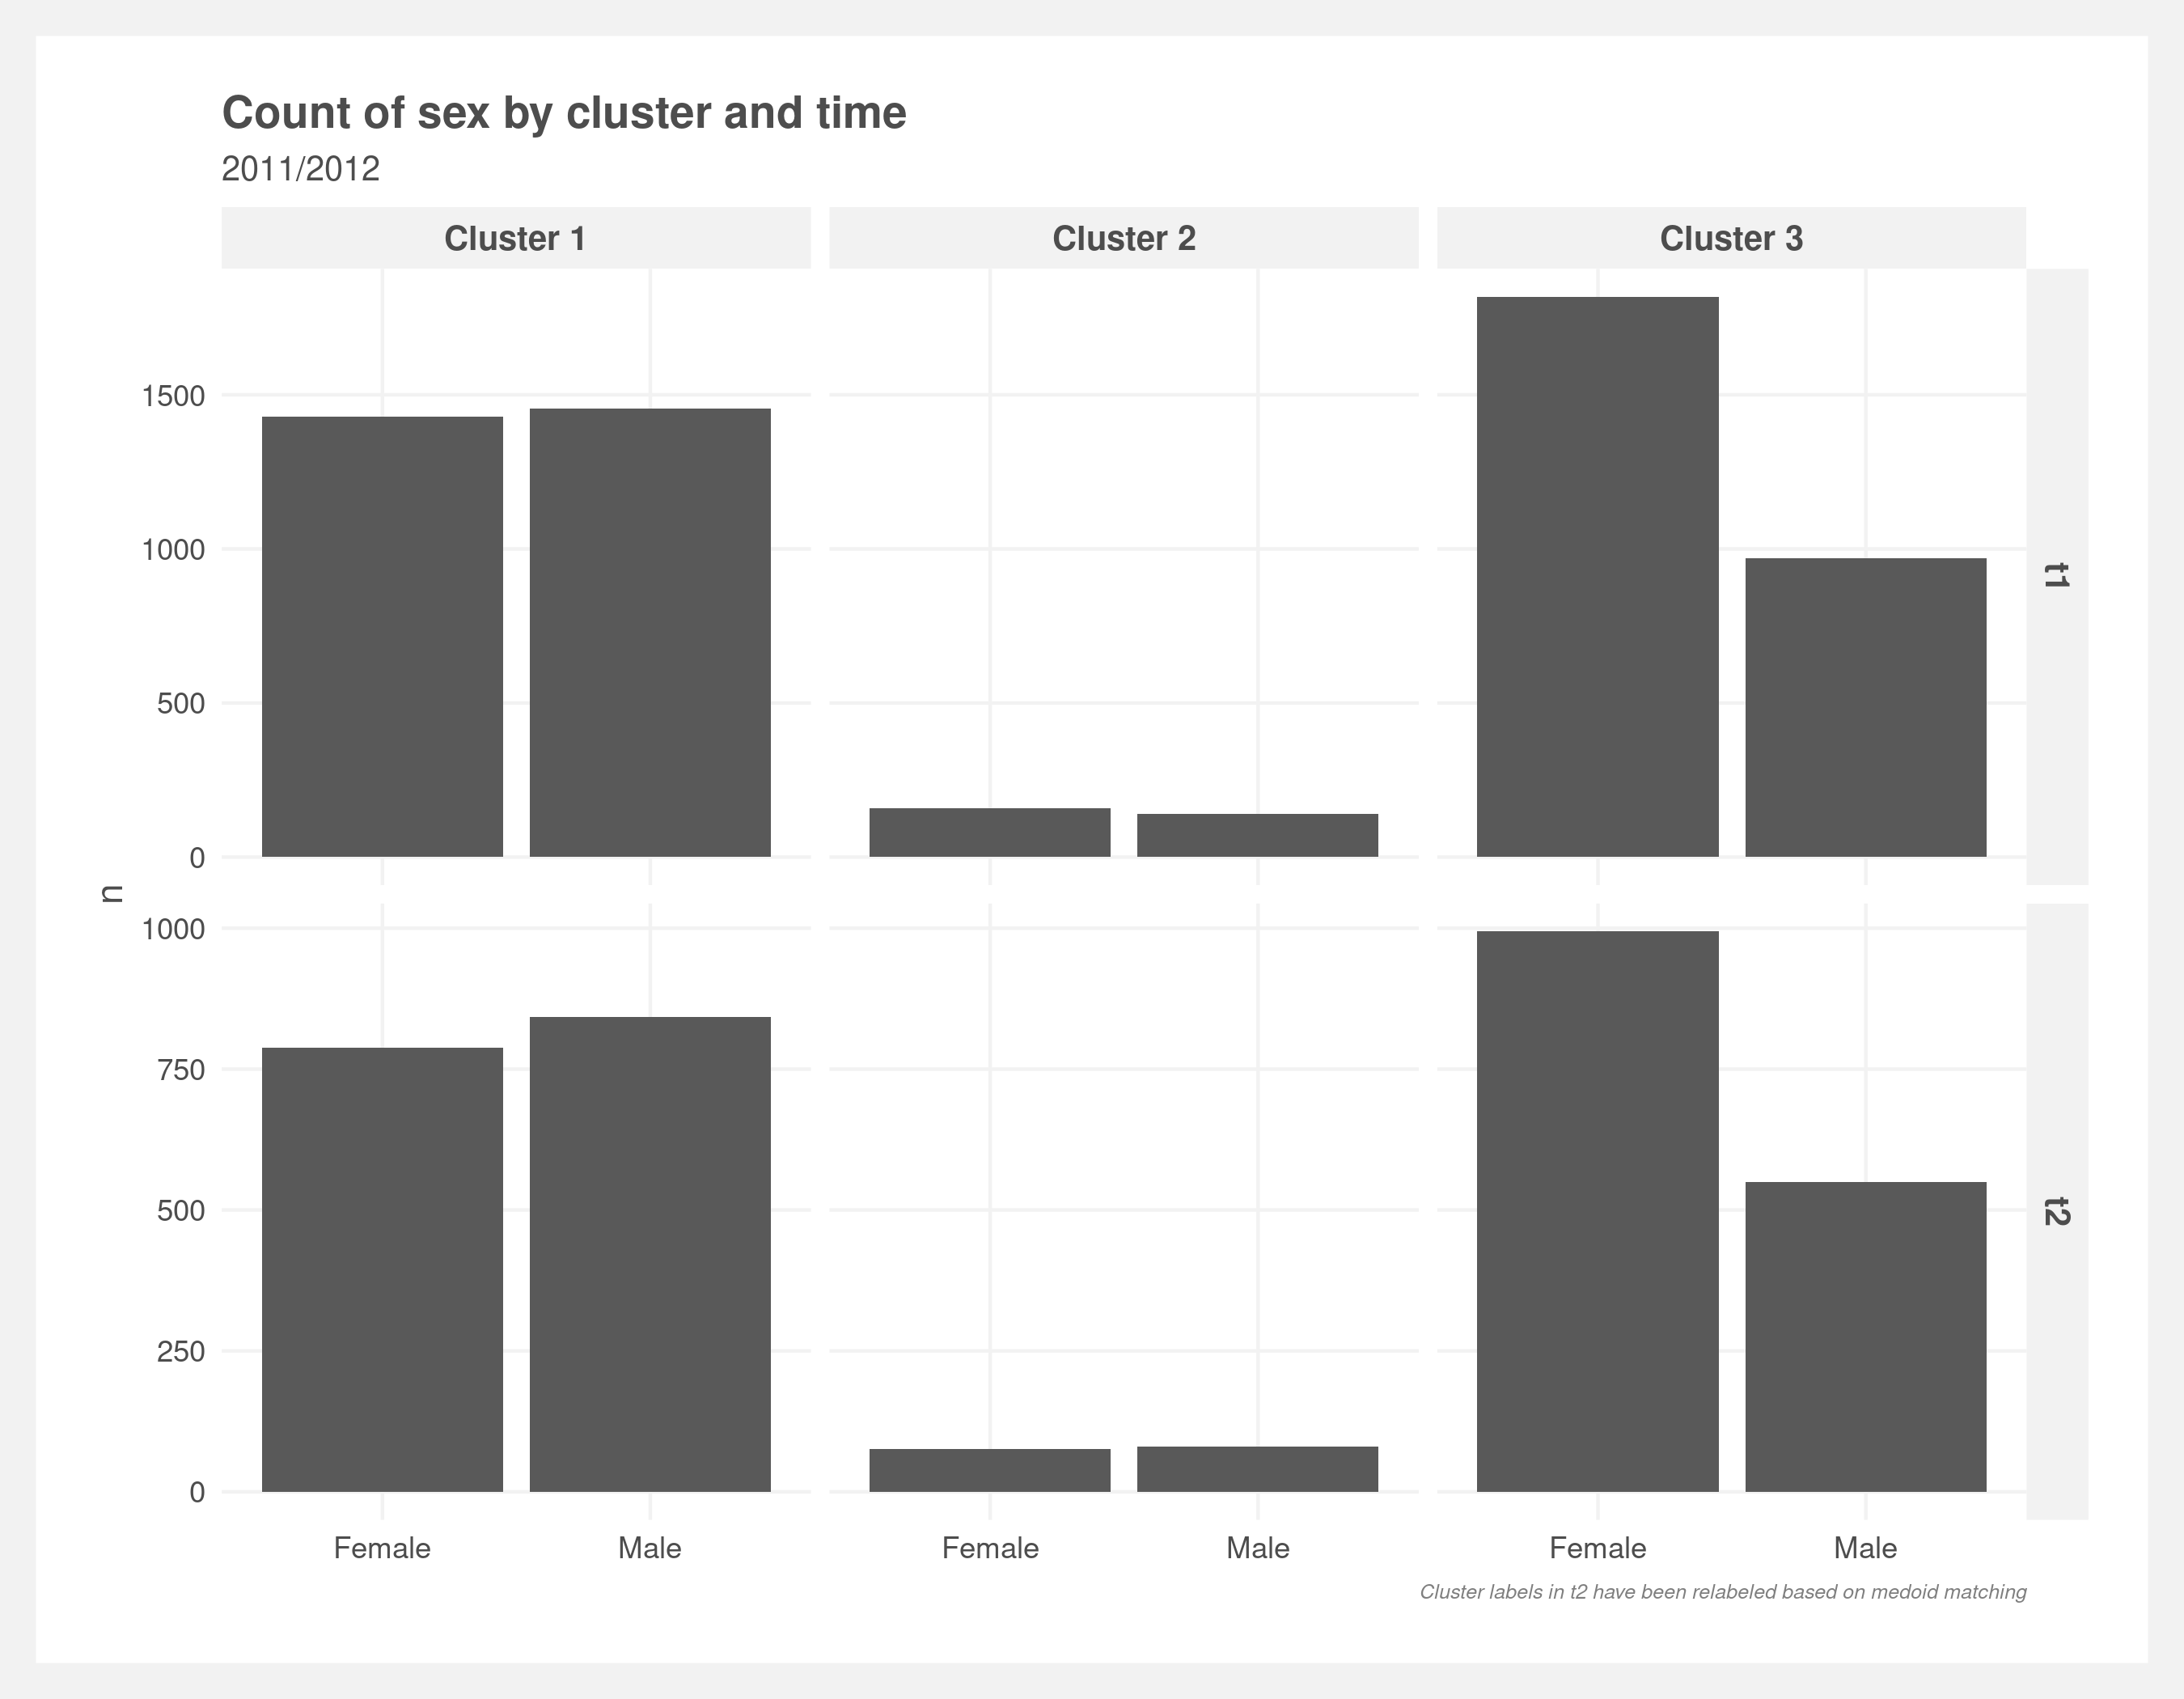 Count of sex by cluster and time
2011/2012
Cluster 1 Cluster 2 Cluster 3
1500
1000
500
0
t1
n
1000
750
500
250
0
t2
Female Male Female Male Female Male
Cluster labels in t2 have been relabeled based on medoid matching